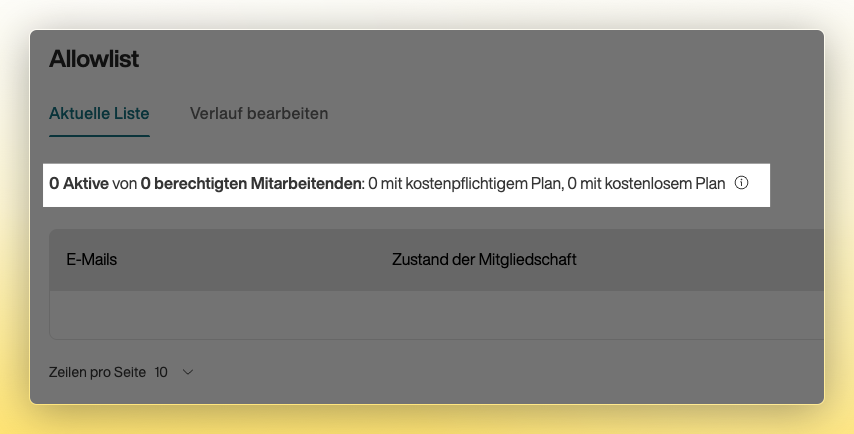 Allowlist
Aktuelle Liste Verlauf bearbeiten
0 Aktive von 0 berechtigten Mitarbeitenden: 0 mit kostenpflichtigem Plan, 0 mit kostenlosem Plan
E-Mails Zustand der Mitgliedschaft
Zeilen pro Seite 10